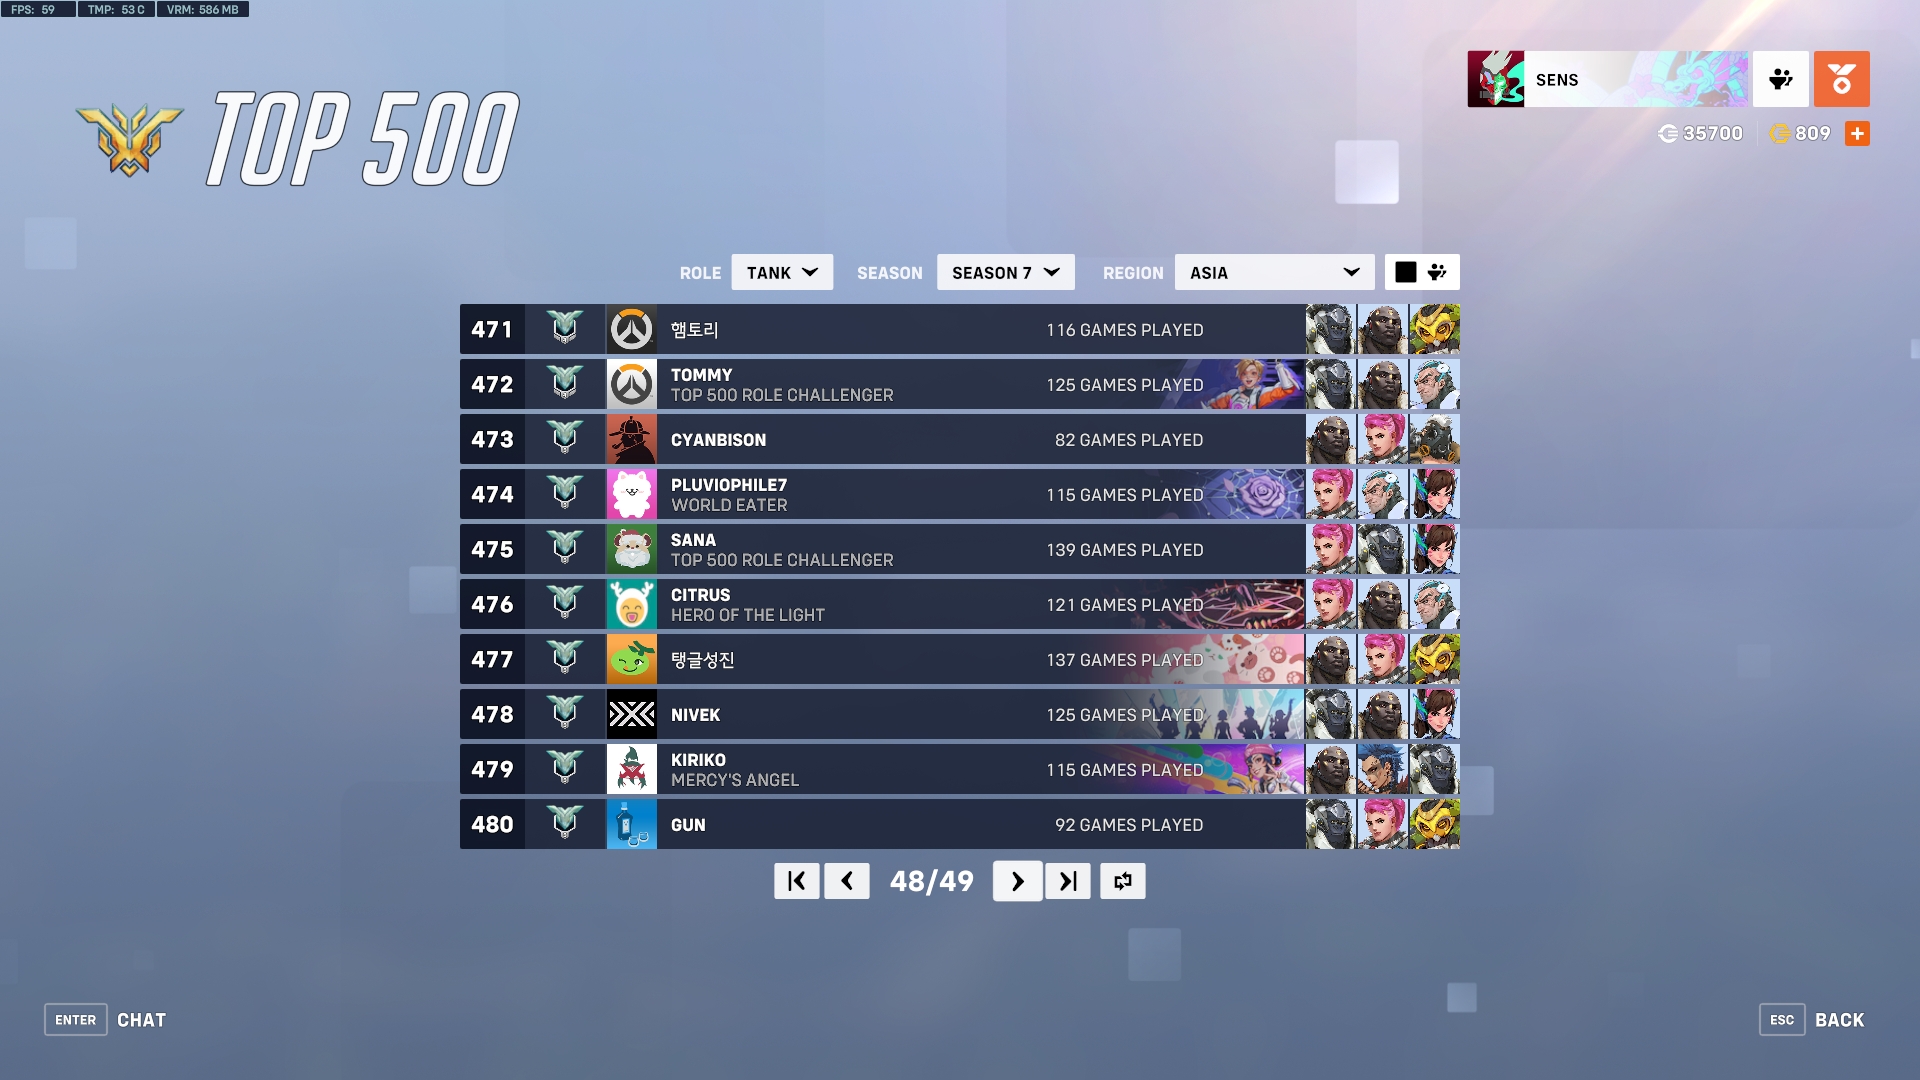 FPS: 59 TMP: 53 C VRM: 586 MB
TOP 500
SENS
35700 809
ROLE TANK SEASON SEASON 7 REGION ASIA
471 햄토리 116 GAMES PLAYED
472 TOMMY 125 GAMES PLAYED
TOP 500 ROLE CHALLENGER
473 CYANBISON 82 GAMES PLAYED
474 PLUVIOPHILE7 115 GAMES PLAYED
WORLD EATER
475 SANA 139 GAMES PLAYED
TOP 500 ROLE CHALLENGER
476 CITRUS 121 GAMES PLAYED
HERO OF THE LIGHT
477 탱글성진 137 GAMES PLAYED
478 NIVEK 125 GAMES PLAYED
479 KIRIKO 115 GAMES PLAYED
MERCY'S ANGEL
480 GUN 92 GAMES PLAYED
48/49
ENTER CHAT
ESC BACK